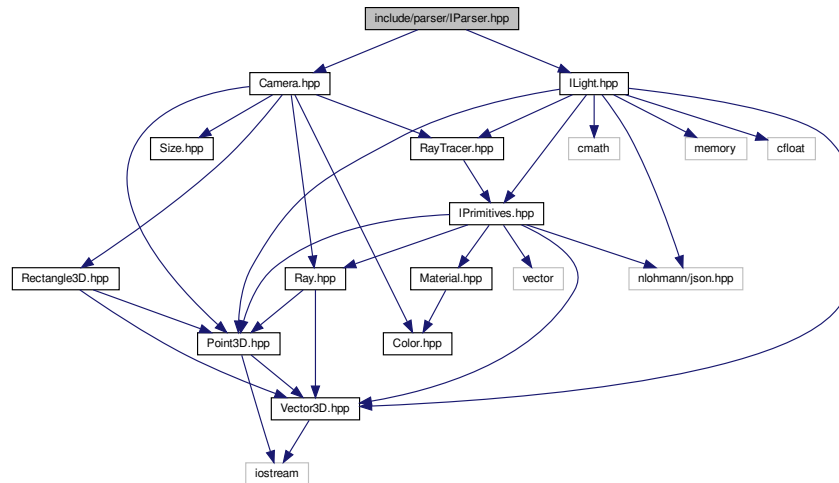 include/parser/IParser.hpp
Camera.hpp
ILight.hpp
Size.hpp
RayTracer.hpp
cmath
memory
cfloat
IPrimitives.hpp
Rectangle3D.hpp
Ray.hpp
Material.hpp
vector
nlohmann/json.hpp
Point3D.hpp
Color.hpp
Vector3D.hpp
iostream